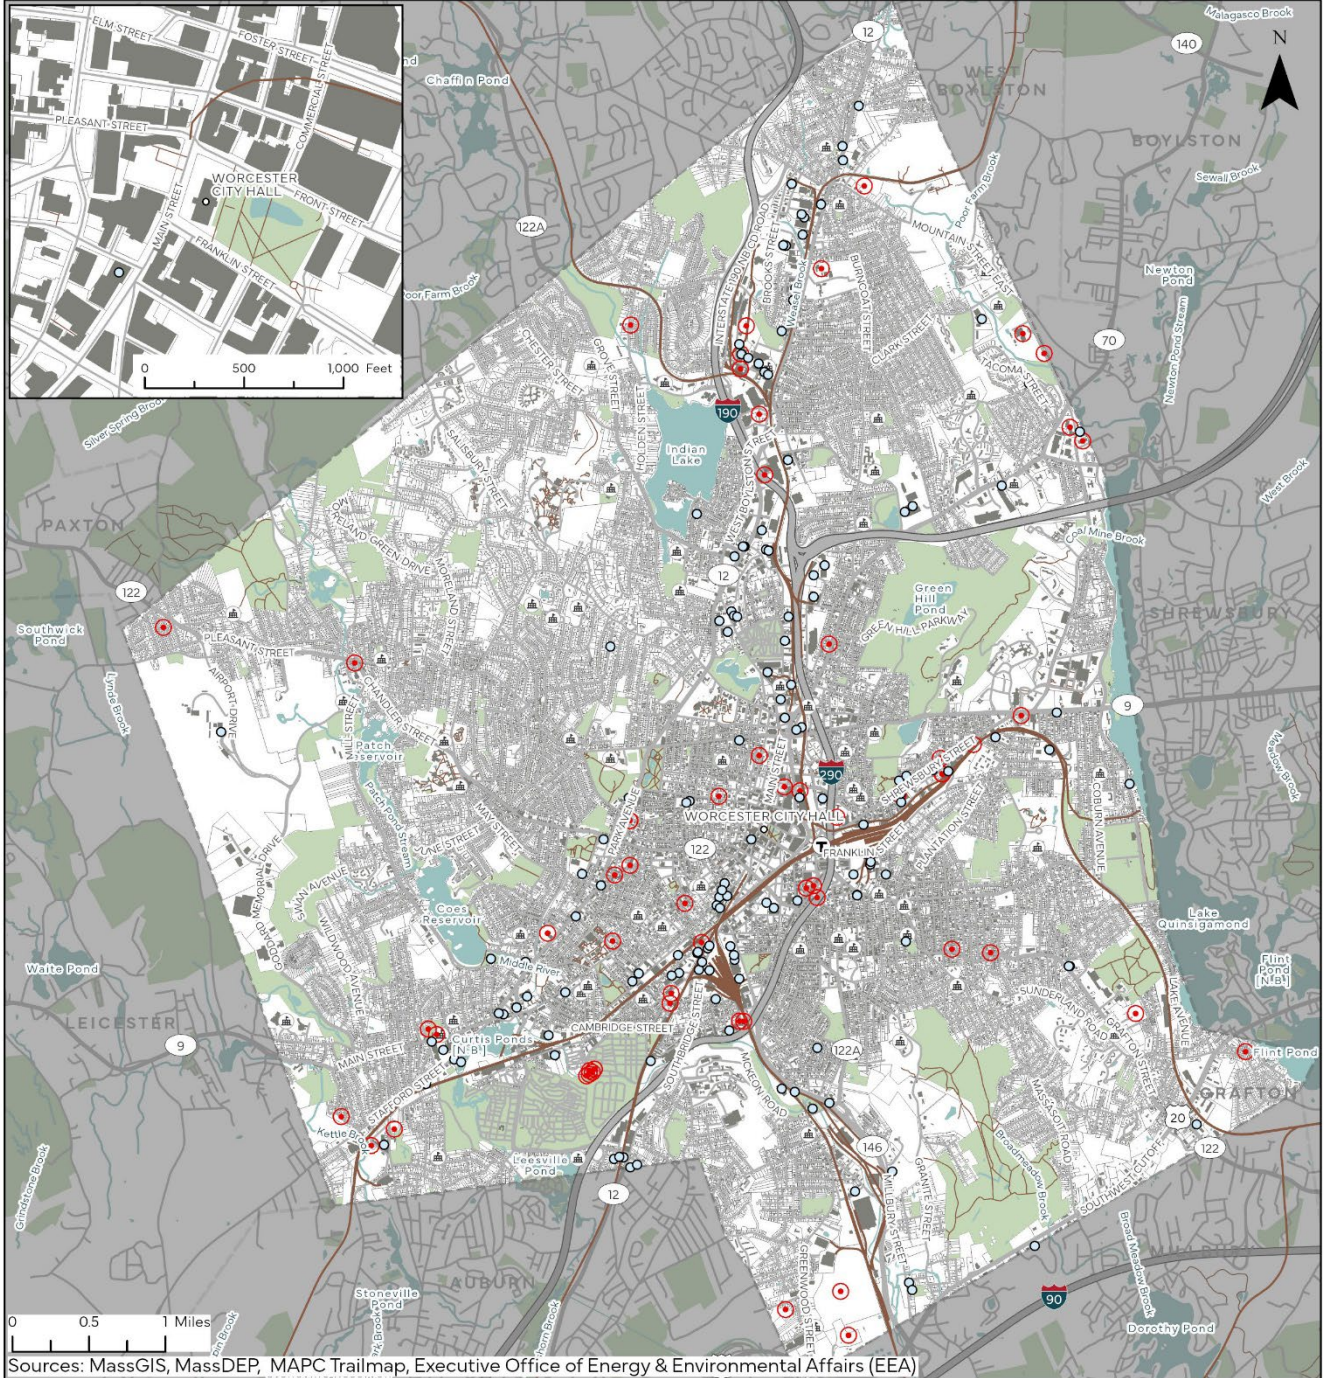 ELM STREET
FOSTER STREET
COMMERCIAL STREET
PLEASANT STREET
WORCESTER
CITY HALL
FRONT STREET
MAIN STREET
FRANKLIN STREET
0 500 1,000 Feet
Chaffin Pond
12
Malagasco Brook
140
N
WEST
BOYLSTON
BOYLSTON
Sewall Brook
Poor Farm Brook
122A
INTERSTATE 190 NB CD ROAD
BROOKS STREET
Weasel Brook
BURNCOAT STREET
MOUNTAIN STREET EAST
Newton
Pond
Newton Pond Stream
70
oor Farm Brook
CHESTER STREET
GROVE STREET
CLARK STREET
TACOMA STREET
Silver Spring Brook
SALISBURY STREET
HOLDEN STREET
190
Indian
Lake
WEST BOYLSTON STREET
West Brook
PAXTON
MORELAND STREET
Coal Mine Brook
122
12
Green
Hill
Pond
GREEN HILL PARKWAY
SHREWSBURY
Southwick
Pond
PLEASANT STREET
AIRPORT DRIVE
Lynde Brook
MILL STREET
CHANDLER STREET
9
Patch
Reservoir
Patch Pond Stream
MAIN STREET
290
SHREWSBURY STREET
Meadow Brook
MAY STREET
PARK AVENUE
WORCESTER CITY HALL
122
T
FRANKLIN STREET
PLANTATION STREET
COBURN AVENUE
JUNE STREET
GODDARD MEMORIAL DRIVE
WILDWOOD AVENUE
Coes
Reservoir
Lake
Quinsigamond
Waite Pond
Middle River
Flint
Pond
[N.B.]
LEICESTER
9
MAIN STREET
Curtis Ponds
[N.B.]
CAMBRIDGE STREET
SOUTHBRIDGE STREET
SUNDERLAND ROAD
GRAFTON STREET
LAKE AVENUE
STAFFORD STREET
MCKEON ROAD
122A
MASSASOIT ROAD
Flint Pond
GRAFTON
Kettle Brook
20
122
Leesville
Pond
146
MILLBURY STREET
GRANITE STREET
Broadmeadow Brook
SOUTHWEST CUTOFF
Grindstone Brook
12
GREENWOOD STREET
Broad Meadow Brook
AUBURN
Stoneville
Pond
90
Dorothy Pond
0 0.5 1 Miles
Sources: MassGIS, MassDEP, MAPC Trailmap, Executive Office of Energy & Environmental Affairs (EEA)